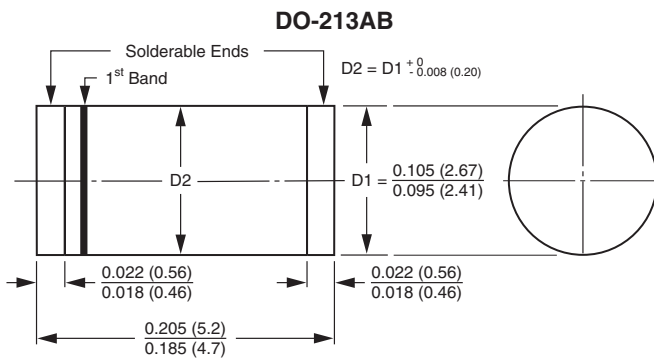 DO-213AB
Solderable Ends
1st Band
D2 = D1 + 0
- 0.008 (0.20)
D2
D1 = 0.105 (2.67)
0.095 (2.41)
0.022 (0.56)
0.018 (0.46)
0.022 (0.56)
0.018 (0.46)
0.205 (5.2)
0.185 (4.7)